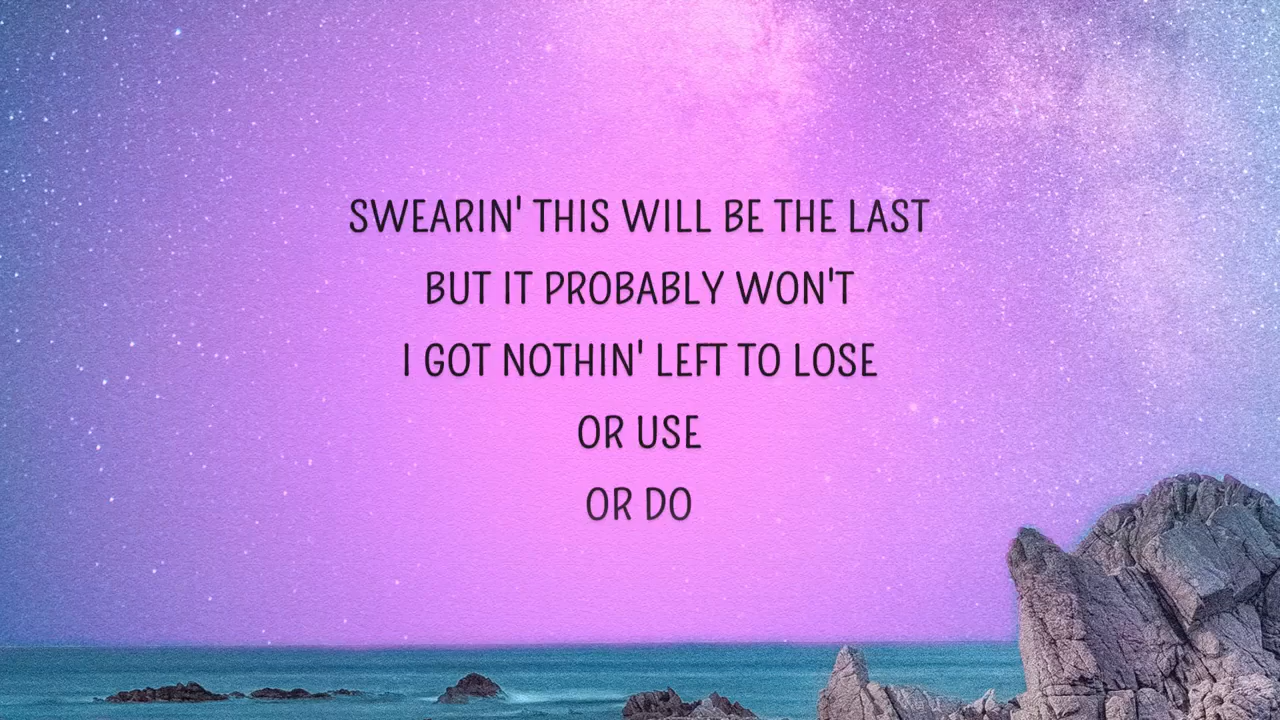 SWEARIN' THIS WILL BE THE LAST
BUT IT PROBABLY WON'T
I GOT NOTHIN' LEFT TO LOSE
OR USE
OR DO